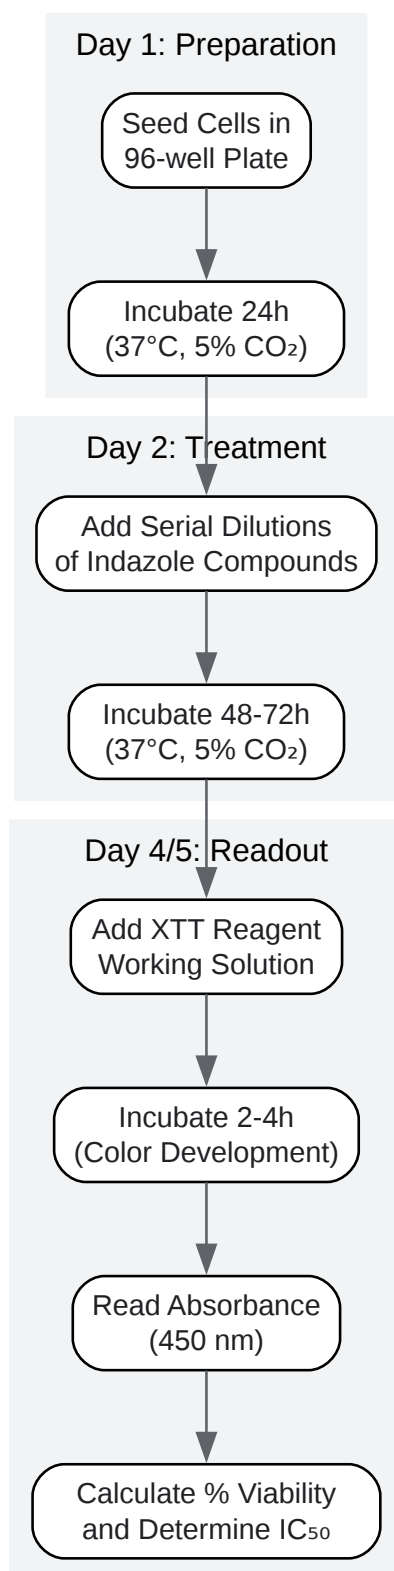 Day 1: Preparation
Seed Cells in
96-well Plate
Incubate 24h
(37°C, 5% CO₂)
Day 2: Treatment
Add Serial Dilutions
of Indazole Compounds
Incubate 48-72h
(37°C, 5% CO₂)
Day 4/5: Readout
Add XTT Reagent
Working Solution
Incubate 2-4h
(Color Development)
Read Absorbance
(450 nm)
Calculate % Viability
and Determine IC₅₀